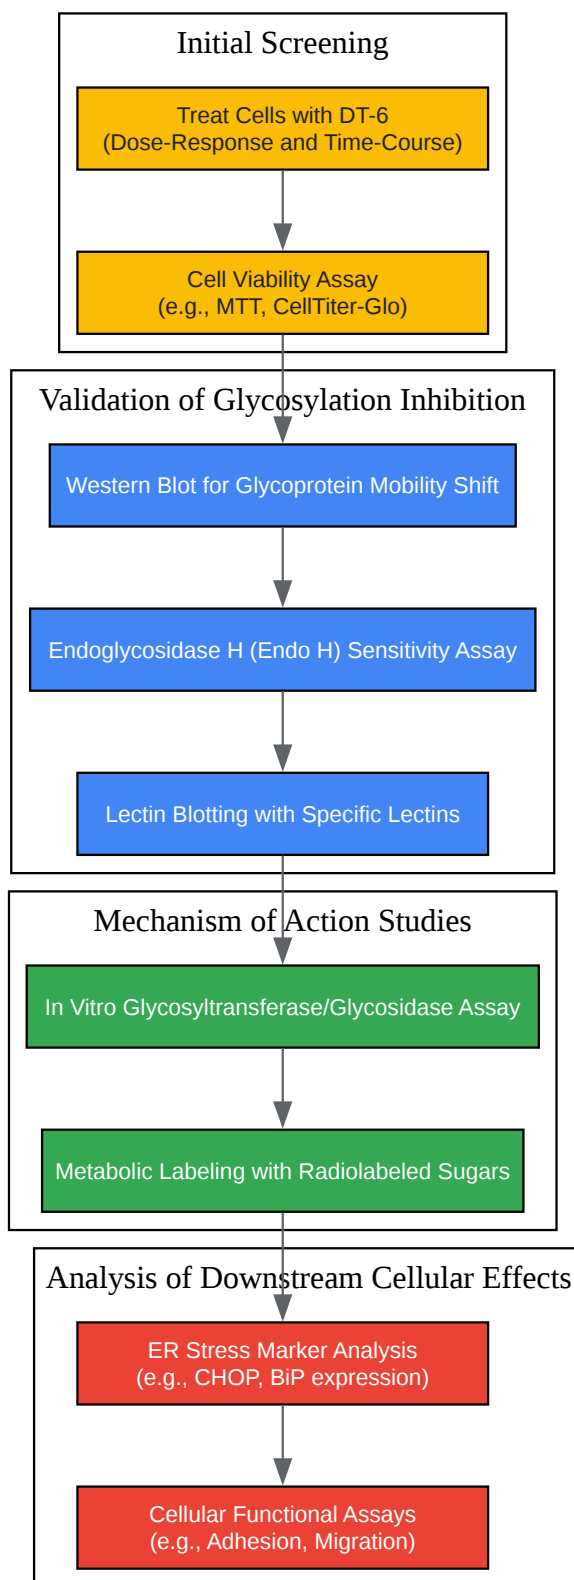 Initial Screening
Treat Cells with DT-6
(Dose-Response and Time-Course)
Cell Viability Assay
(e.g., MTT, CellTiter-Glo)
Validation of Glycosylation Inhibition
Western Blot for Glycoprotein Mobility Shift
Endoglycosidase H (Endo H) Sensitivity Assay
Lectin Blotting with Specific Lectins
Mechanism of Action Studies
In Vitro Glycosyltransferase/Glycosidase Assay
Metabolic Labeling with Radiolabeled Sugars
Analysis of Downstream Cellular Effects
ER Stress Marker Analysis
(e.g., CHOP, BiP expression)
Cellular Functional Assays
(e.g., Adhesion, Migration)